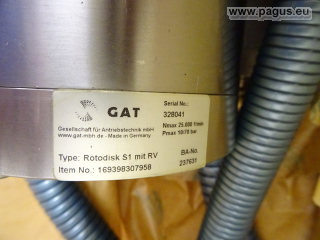 www.pagus.eu
GAT
Gesellschaft für Antriebstechnik mbH
www.gat-mbh.de Made in Germany
Type: Rotodisk S1 mit RV
Item No.: 169398307958
Serial No.:
328041
Nmax 25.000 1/min
Pmax 10/70 bar
BA-No.
237631